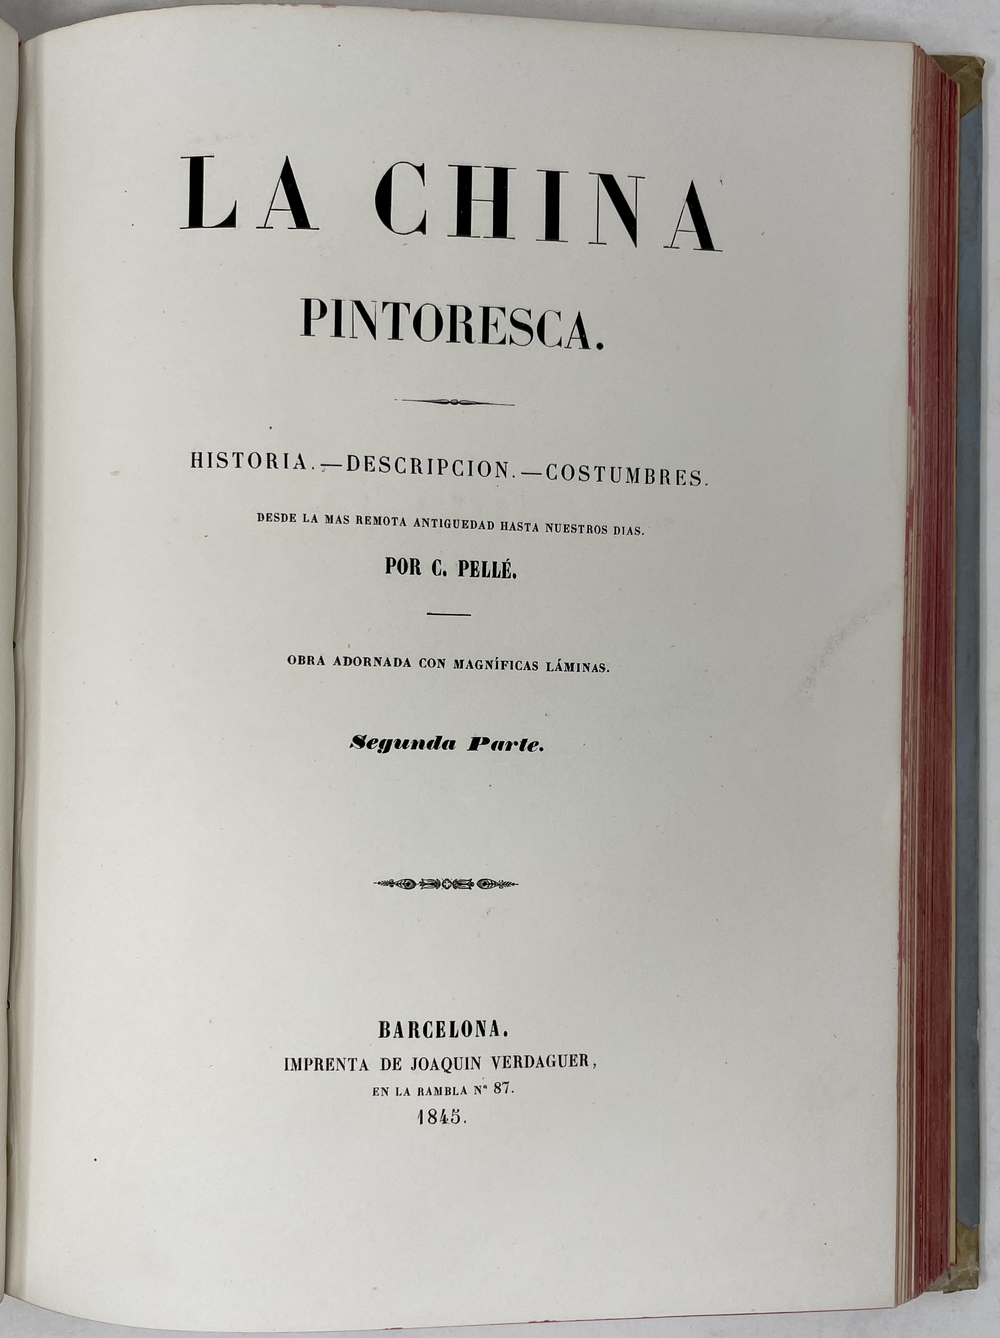 LA CHINA
PINTORESCA.
HISTORIA.—DESCRIPCION.—COSTUMBRES.
DESDE LA MAS REMOTA ANTIGUEDAD HASTA NUESTROS DIAS.
POR C. PELLÉ.
OBRA ADORNADA CON MAGNÍFICAS LÁMINAS.
Segunda Parte.
BARCELONA.
IMPRENTA DE JOAQUIN VERDAGUER,
EN LA RAMBLA Nº 87.
1845.